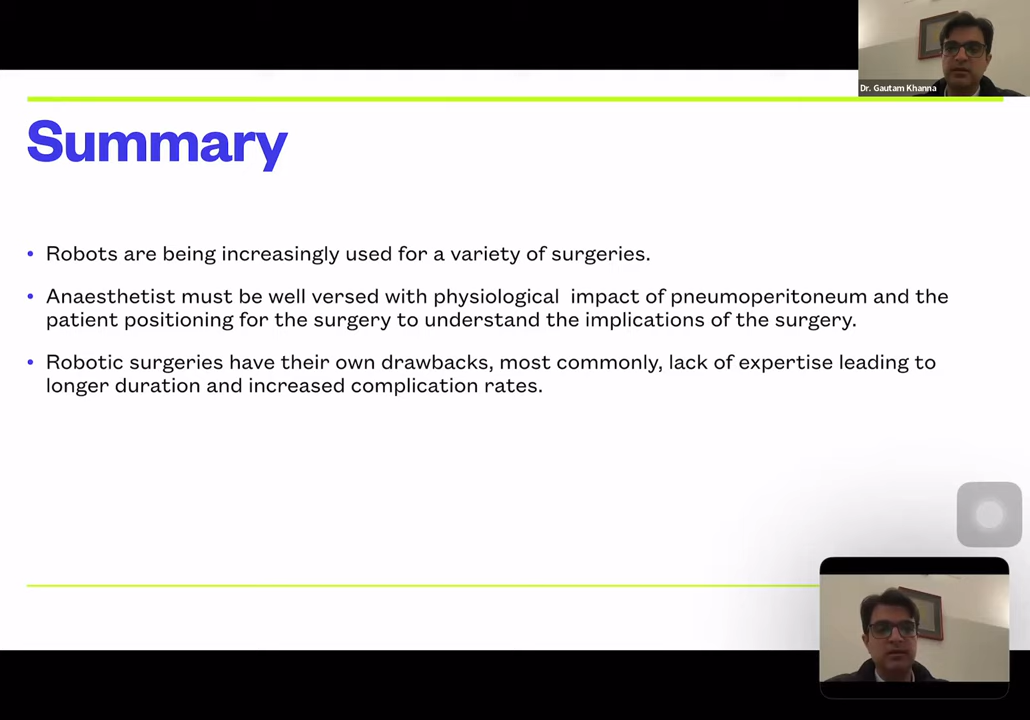 Dr. Gautam Khanna
Summary
• Robots are being increasingly used for a variety of surgeries.
• Anaesthetist must be well versed with physiological  impact of pneumoperitoneum and the
patient positioning for the surgery to understand the implications of the surgery.
• Robotic surgeries have their own drawbacks, most commonly, lack of expertise leading to
longer duration and increased complication rates.